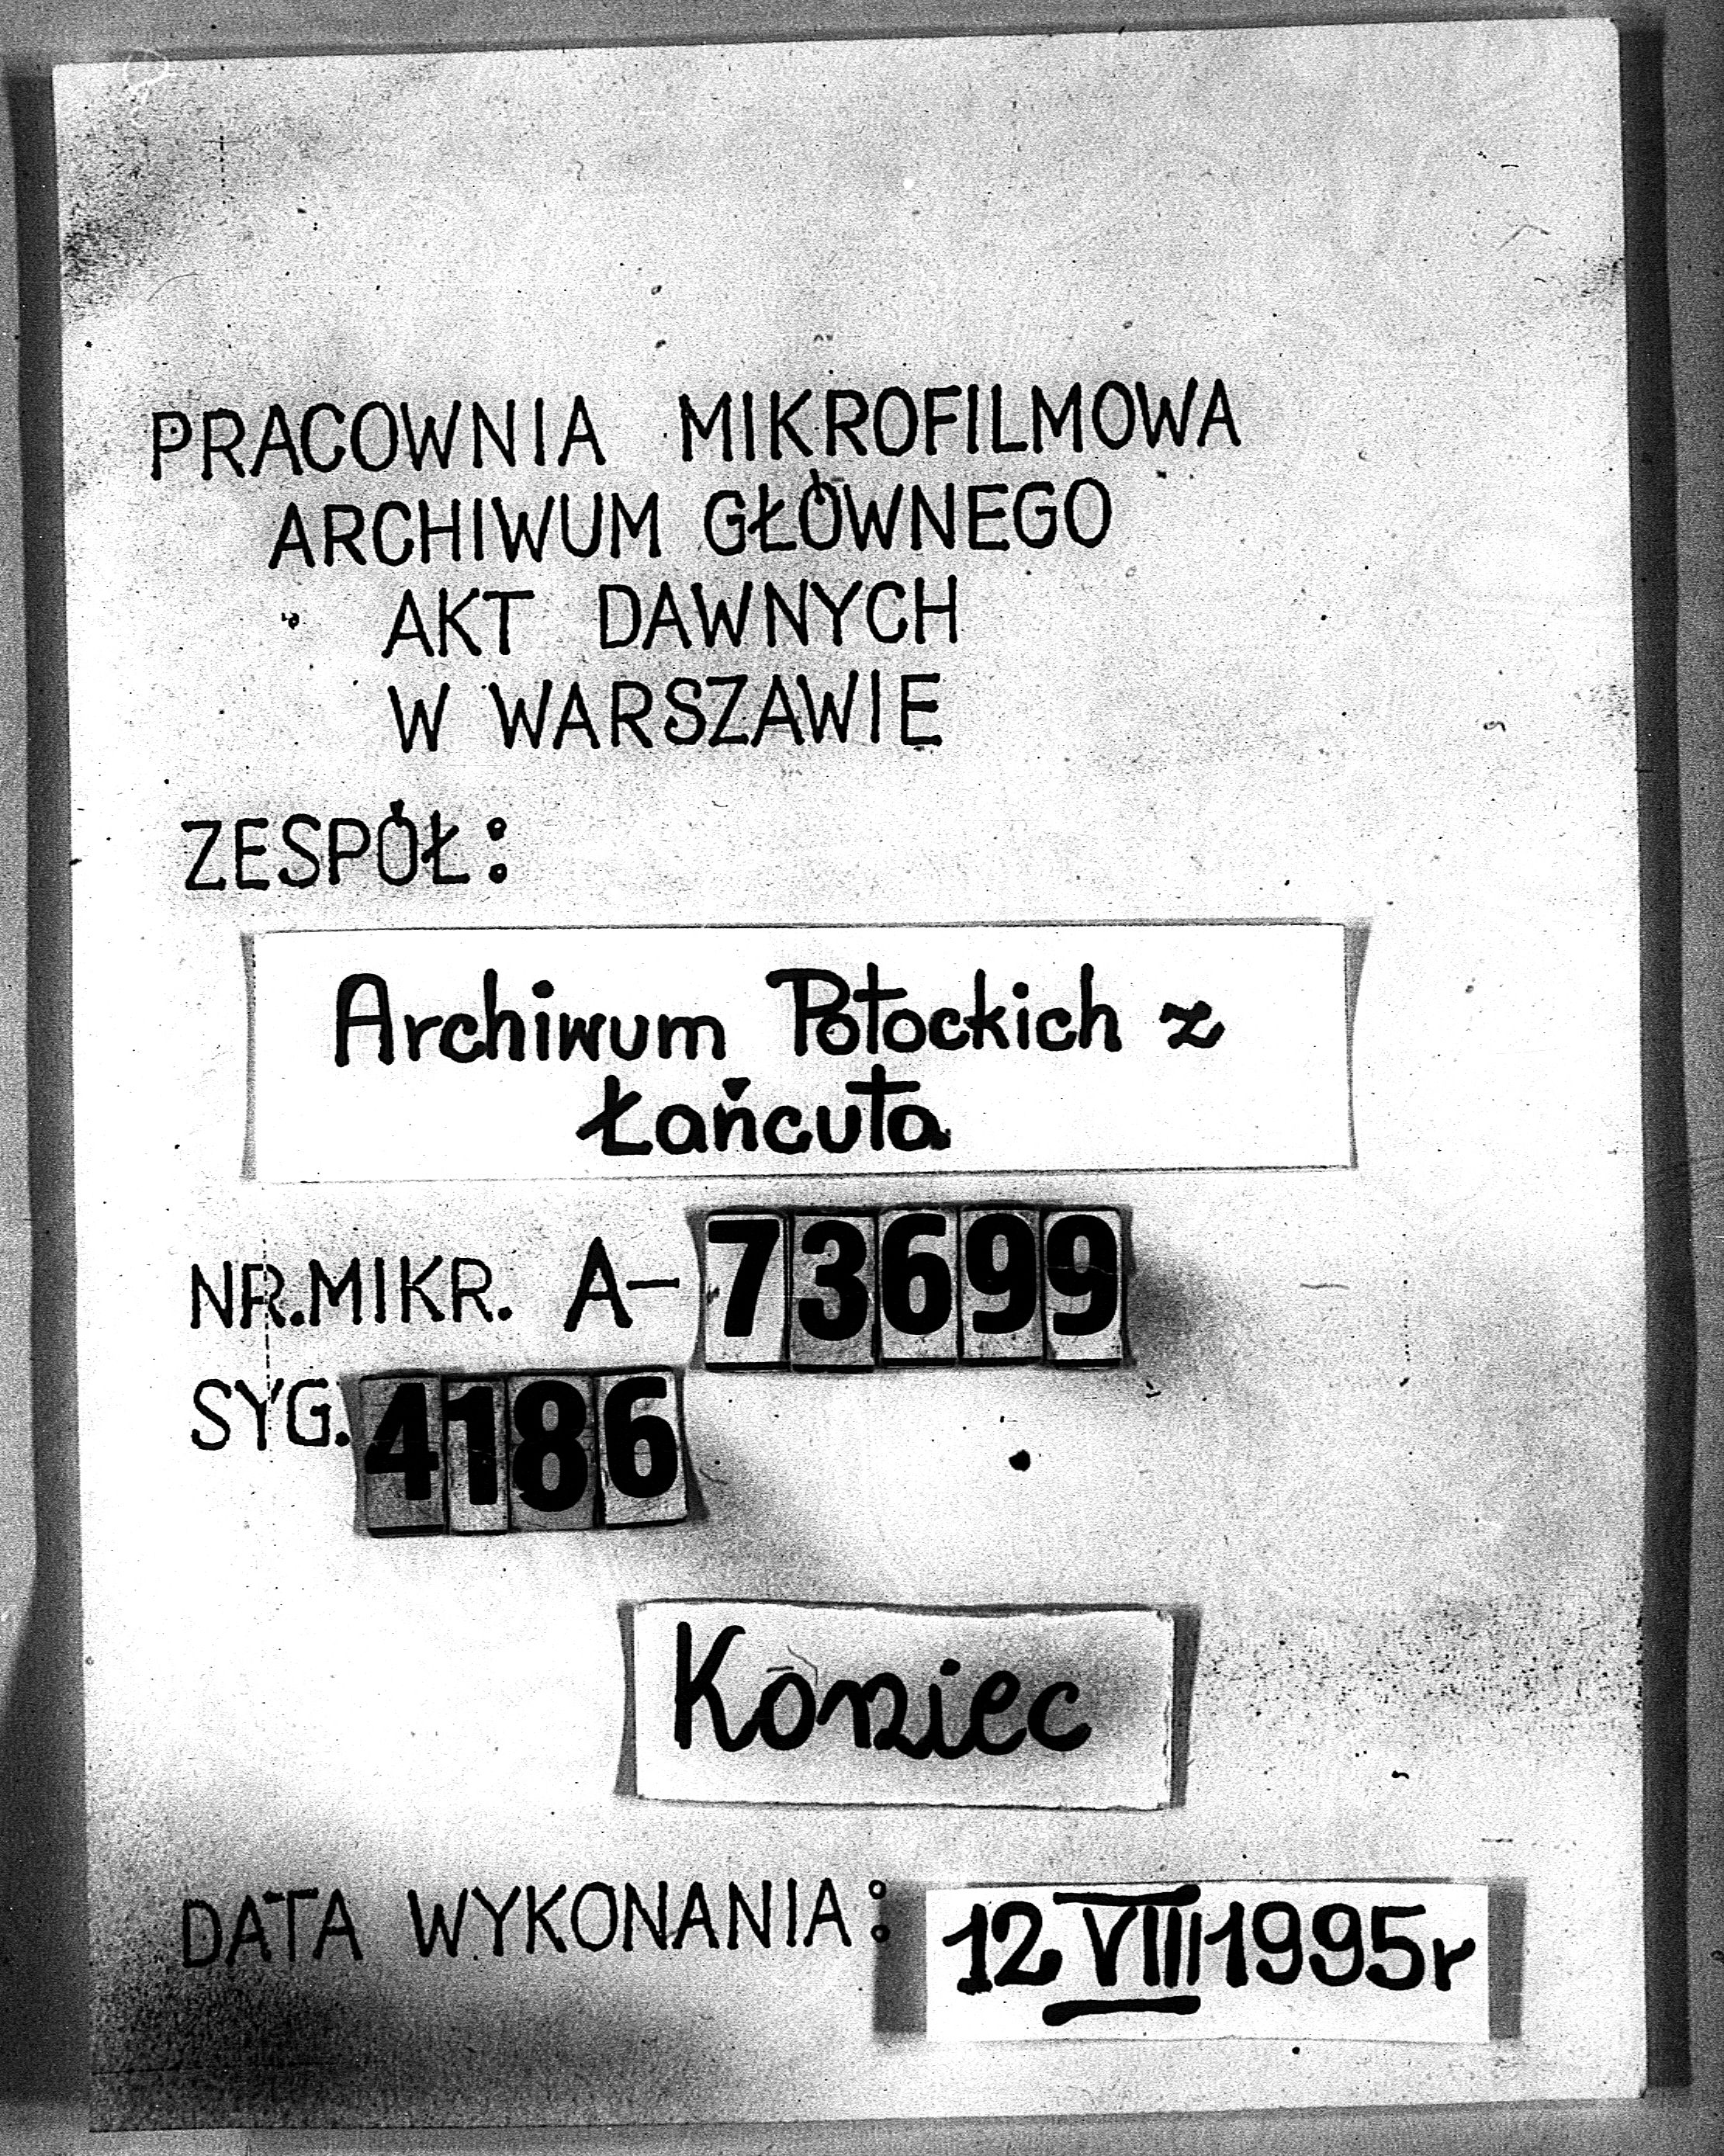 PRACOWNIA MIKROFILMOWA
ARCHIWUM GŁÓWNEGO
AKT DAWNYCH
W WARSZAWIE
ZESPÓŁ:
Archiwum Potockich z
Łańcuta
NR.MIKR. A-73699
SYG. 4186
Koniec
DATA WYKONANIA: 12 VII 1995r